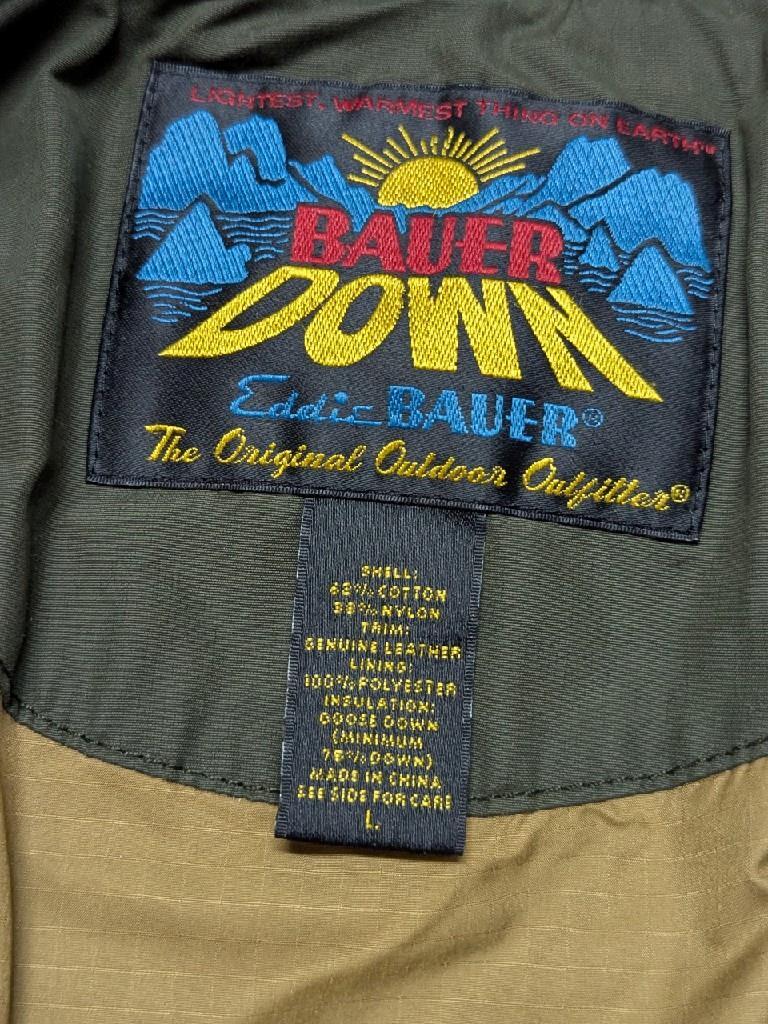 LIGHTEST, WARMEST THING ON EARTH™
BAUER
DOWN
Eddie BAUER®
The Original Outdoor Outfitter®
SHELL:
62% COTTON
38% NYLON
TRIM:
GENUINE LEATHER
LINING:
100% POLYESTER
INSULATION:
GOOSE DOWN
(MINIMUM
75% DOWN)
MADE IN CHINA
SEE SIDE FOR CARE
L